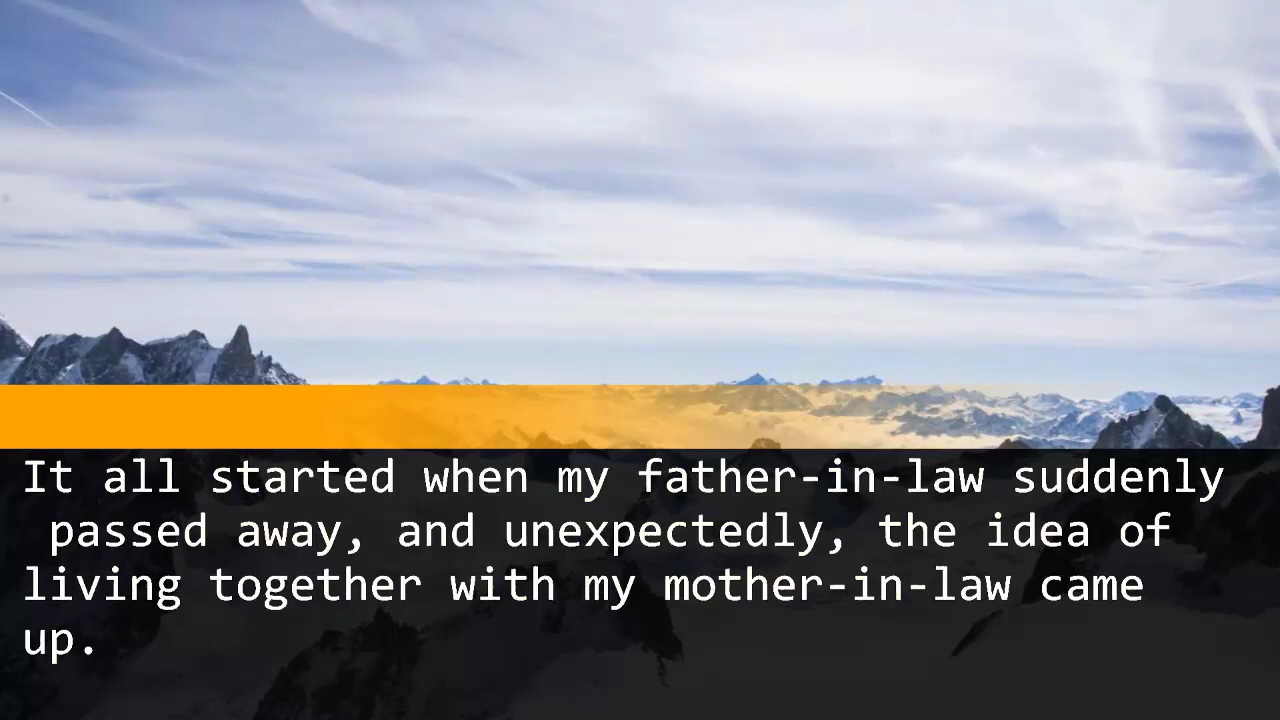 It all started when my father-in-law suddenly
passed away, and unexpectedly, the idea of
living together with my mother-in-law came
up.